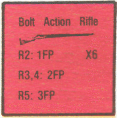 Bolt Action Rifle
R2: 1FP X6
R3,4: 2FP
R5: 3FP